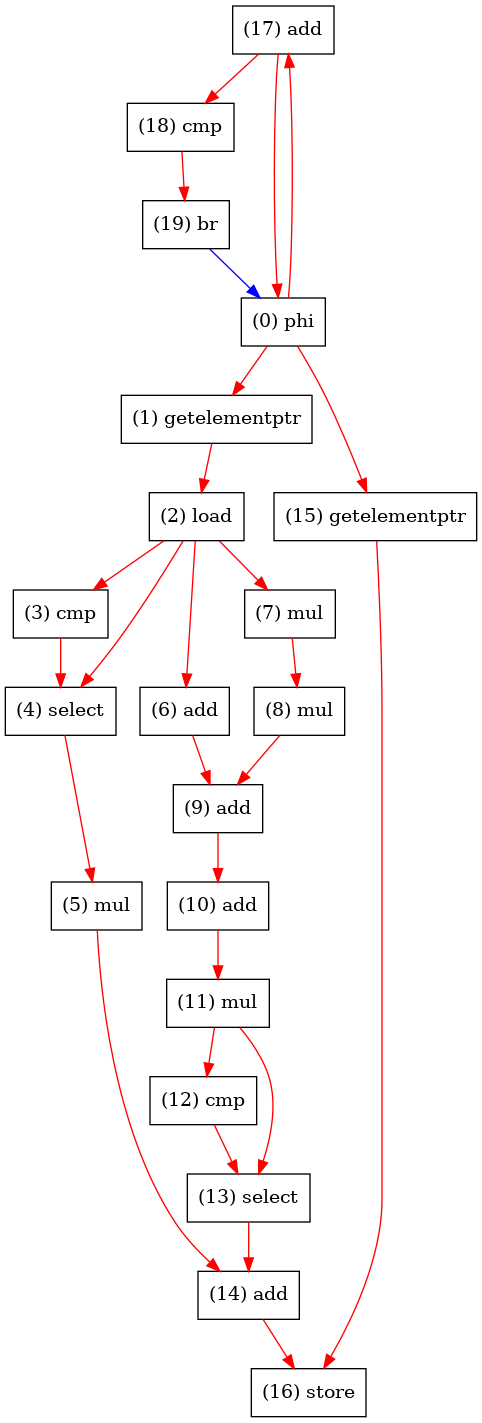 (17) add
(18) cmp
(19) br
(0) phi
(1) getelementptr
(2) load
(15) getelementptr
(3) cmp
(7) mul
(4) select
(6) add
(8) mul
(9) add
(5) mul
(10) add
(11) mul
(12) cmp
(13) select
(14) add
(16) store